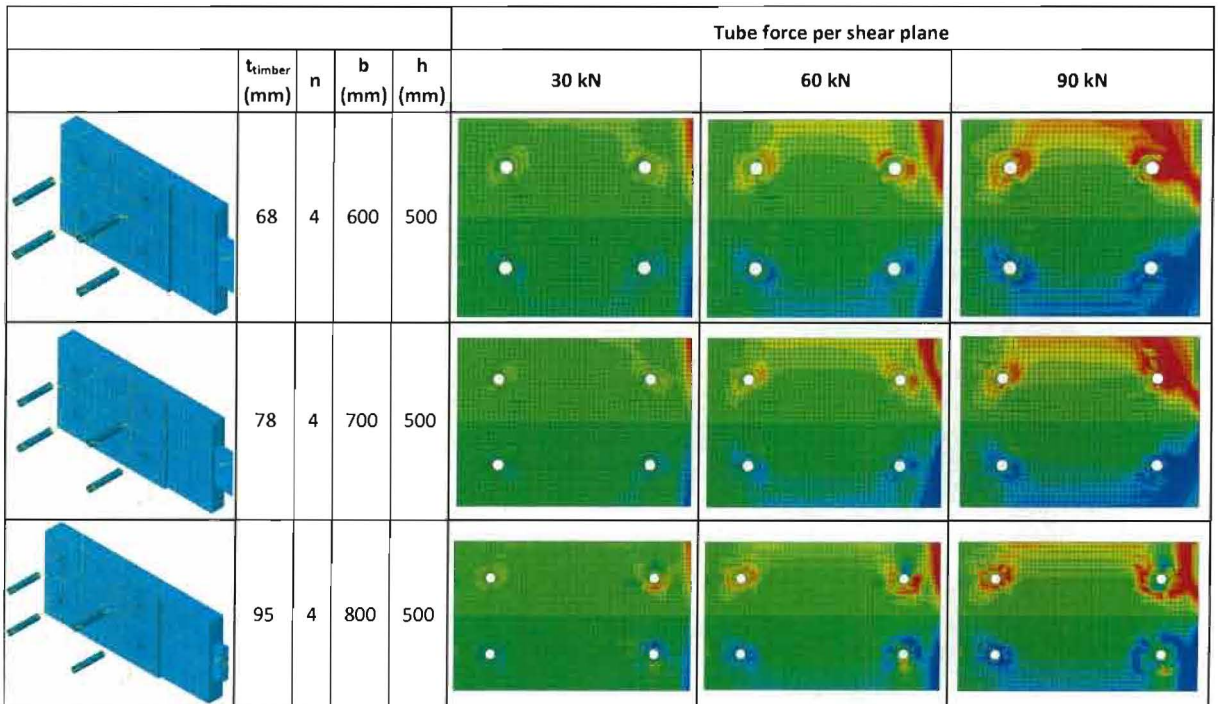 Tube force per shear plane
t_timber (mm) n b (mm) h (mm) 30 kN 60 kN 90 kN
68 4 600 500
78 4 700 500
95 4 800 500